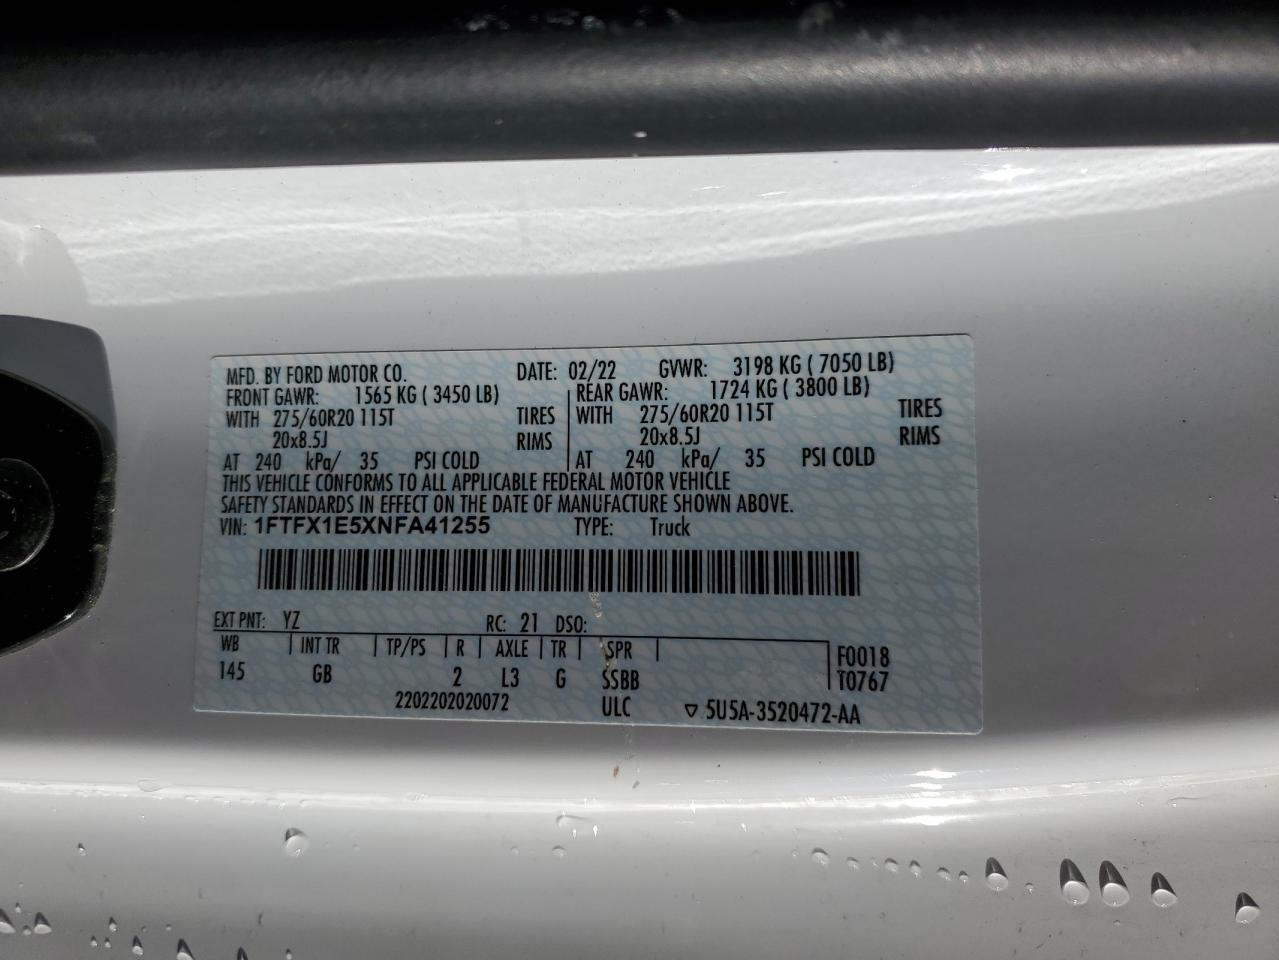 MFD. BY FORD MOTOR CO. DATE: 02/22 GVWR: 3198 KG ( 7050 LB)
FRONT GAWR: 1565 KG ( 3450 LB) REAR GAWR: 1724 KG ( 3800 LB)
WITH 275/60R20 115T TIRES WITH 275/60R20 115T TIRES
20x8.5J RIMS 20x8.5J RIMS
AT 240 kPa/ 35 PSI COLD AT 240 kPa/ 35 PSI COLD
THIS VEHICLE CONFORMS TO ALL APPLICABLE FEDERAL MOTOR VEHICLE
SAFETY STANDARDS IN EFFECT ON THE DATE OF MANUFACTURE SHOWN ABOVE.
VIN: 1FTFX1E5XNFA41255 TYPE: Truck
EXT PNT: YZ RC: 21 DSO:
WB INT TR TP/PS R AXLE TR SPR F0018
145 GB 2 L3 G SSBB T0767
2202202020072 ULC ▽ 5U5A-3520472-AA